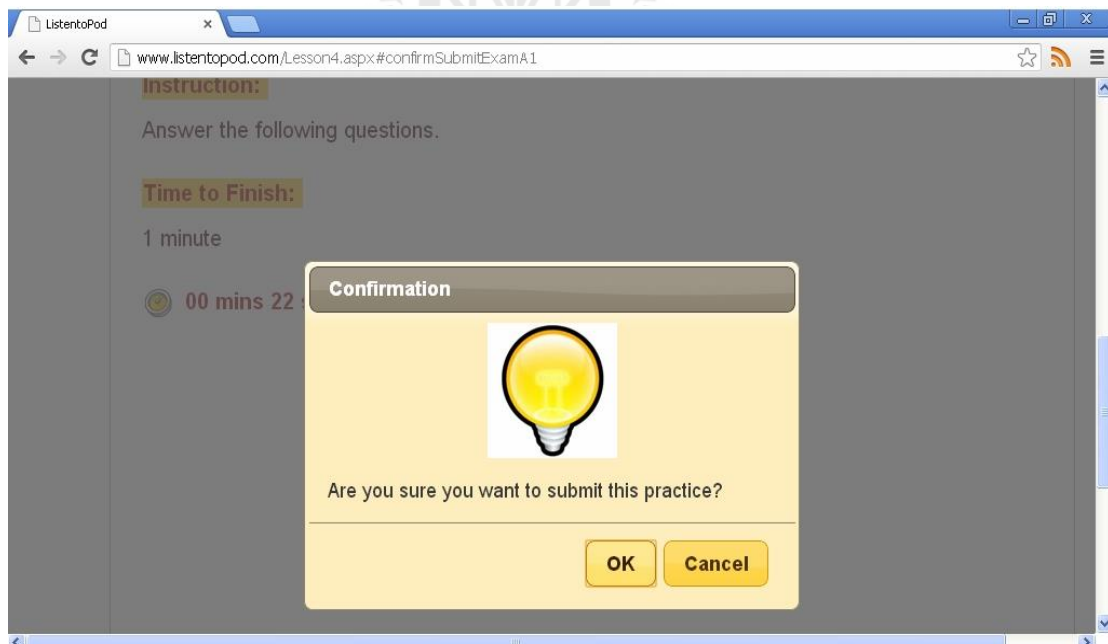 ListentoPod
www.listentopod.com/Lesson4.aspx#confirmSubmitExamA1
Instruction:
Answer the following questions.
Time to Finish:
1 minute
00 mins 22 s
Confirmation
Are you sure you want to submit this practice?
OK
Cancel